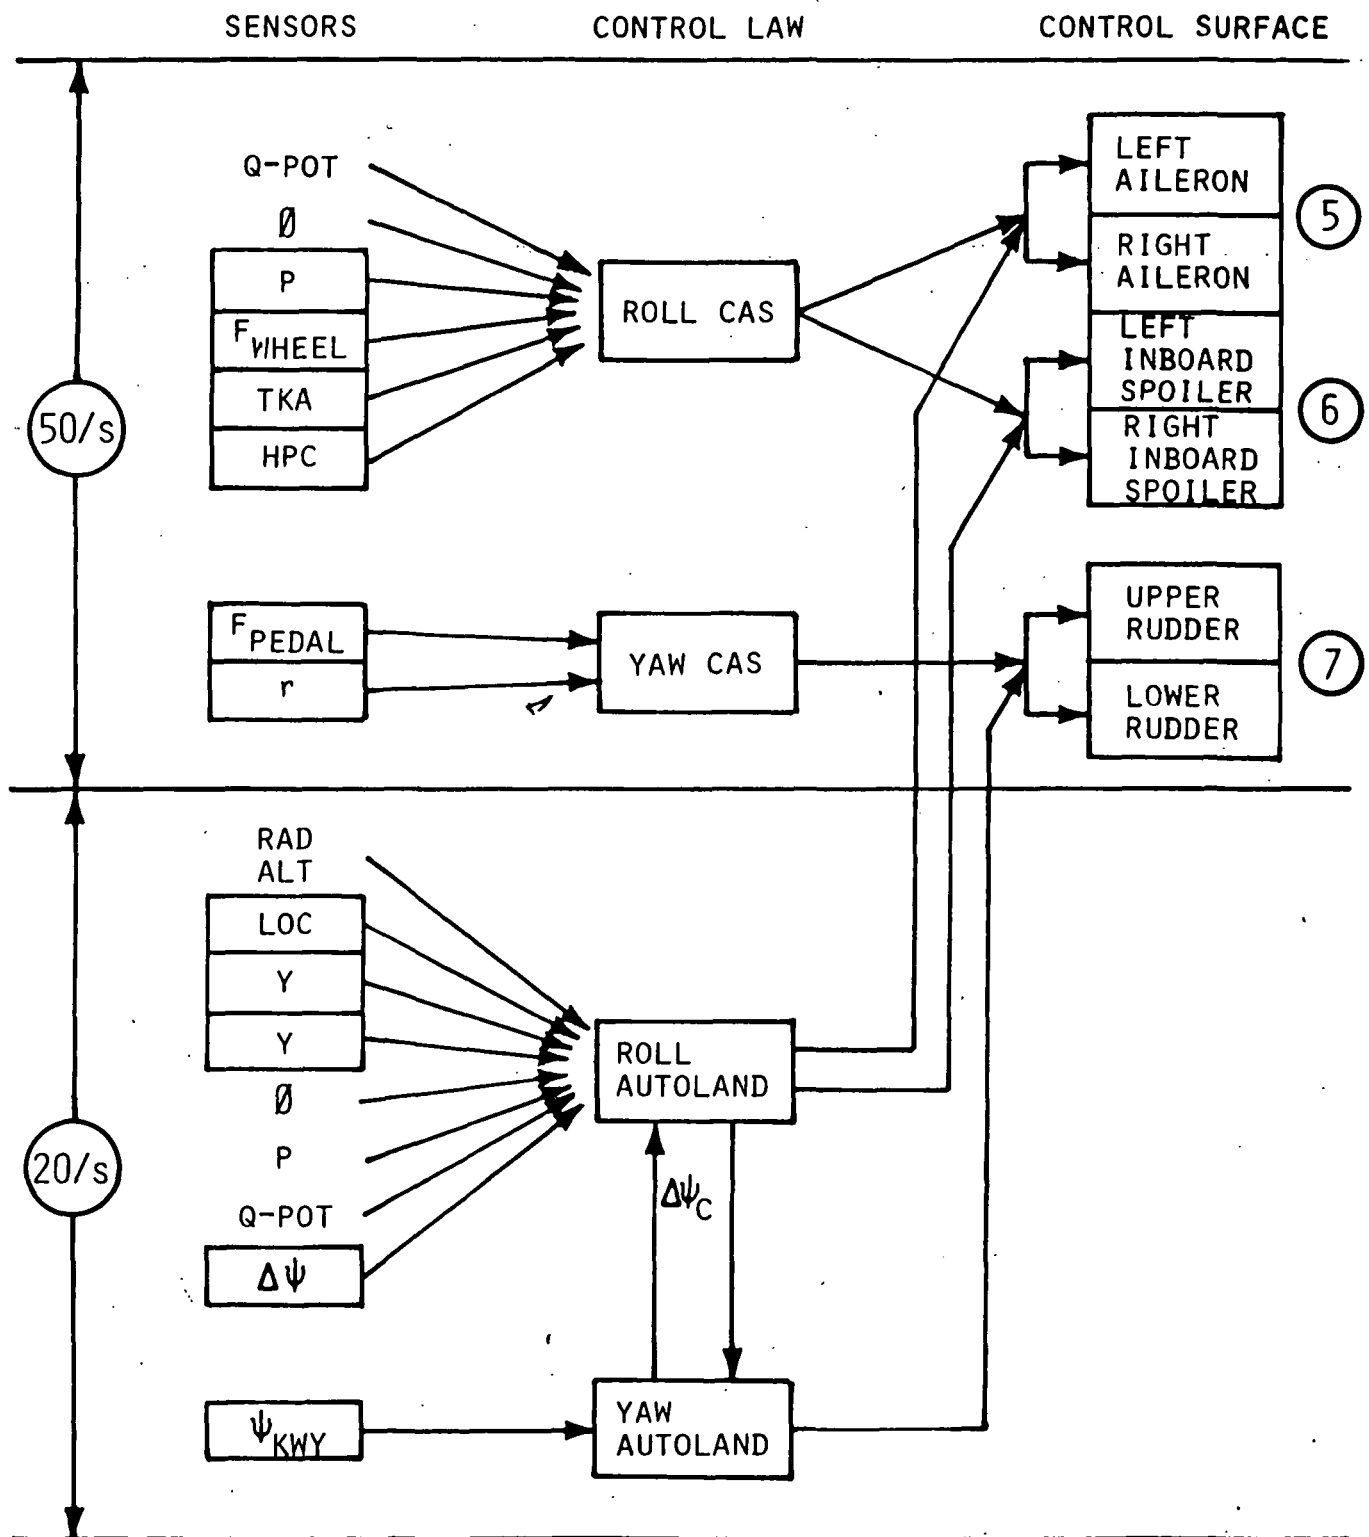 SENSORS CONTROL LAW CONTROL SURFACE
Q-POT
Ø
P
F WHEEL
TKA
HPC
50/s
ROLL CAS
LEFT
AILERON
RIGHT
AILERON
5
LEFT
INBOARD
SPOILER
RIGHT
INBOARD
SPOILER
6
F PEDAL
r
YAW CAS
UPPER
RUDDER
LOWER
RUDDER
7
RAD
ALT
LOC
Y
Y
Ø
P
Q-POT
Δψ
20/s
ROLL
AUTOLAND
ΔψC
ψKWY
YAW
AUTOLAND